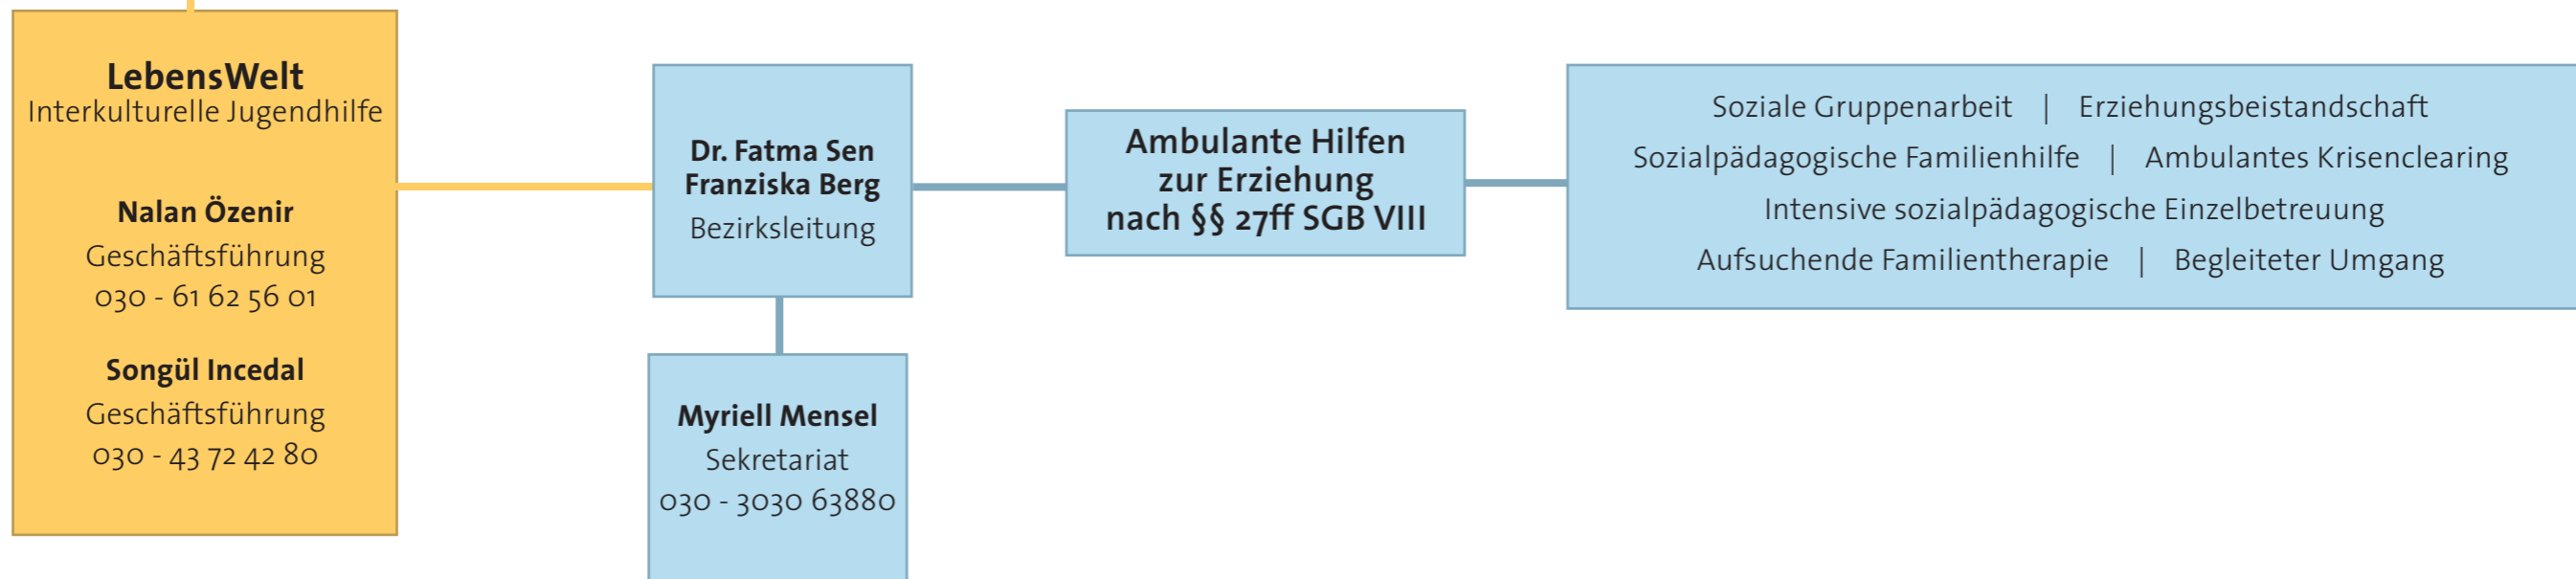 LebensWelt
Interkulturelle Jugendhilfe
Nalan Özenir
Geschäftsführung
030 - 61 62 56 01
Songül Incedal
Geschäftsführung
030 - 43 72 42 80
Dr. Fatma Sen
Franziska Berg
Bezirksleitung
Myriell Mensel
Sekretariat
030 - 3030 63880
Ambulante Hilfen
zur Erziehung
nach §§ 27ff SGB VIII
Soziale Gruppenarbeit | Erziehungsbeistandschaft
Sozialpädagogische Familienhilfe | Ambulantes Krisenclearing
Intensive sozialpädagogische Einzelbetreuung
Aufsuchende Familientherapie | Begleiteter Umgang